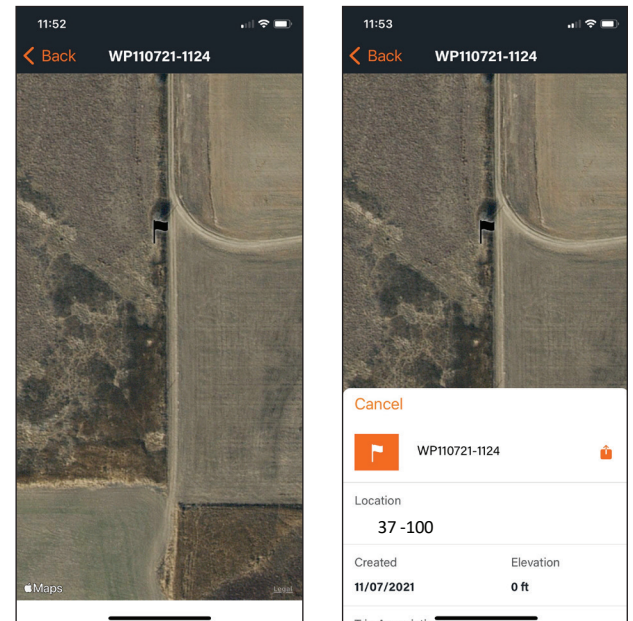 11:52
Back WP110721-1124
Maps
Legal
11:53
Back WP110721-1124
Cancel
WP110721-1124
Location
37 -100
Created Elevation
11/07/2021 0 ft